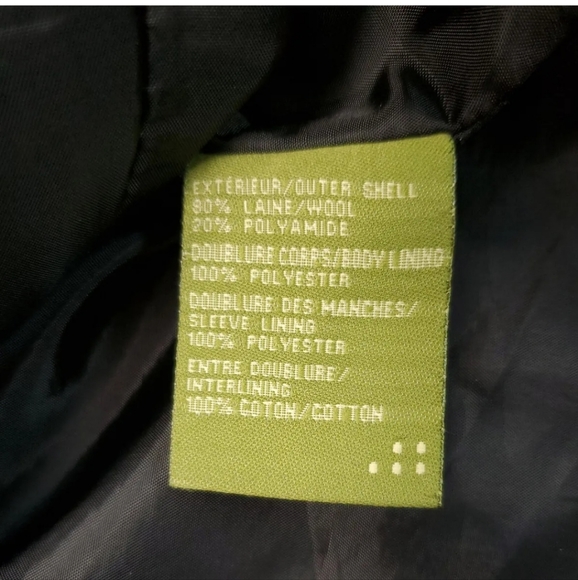 EXTÉRIEUR/OUTER SHELL
80% LAINE/WOOL
20% POLYAMIDE
DOUBLURE CORPS/BODY LINING
100% POLYESTER
DOUBLURE DES MANCHES/
SLEEVE LINING
100% POLYESTER
ENTRE DOUBLURE/
INTERLINING
100% COTON/COTTON